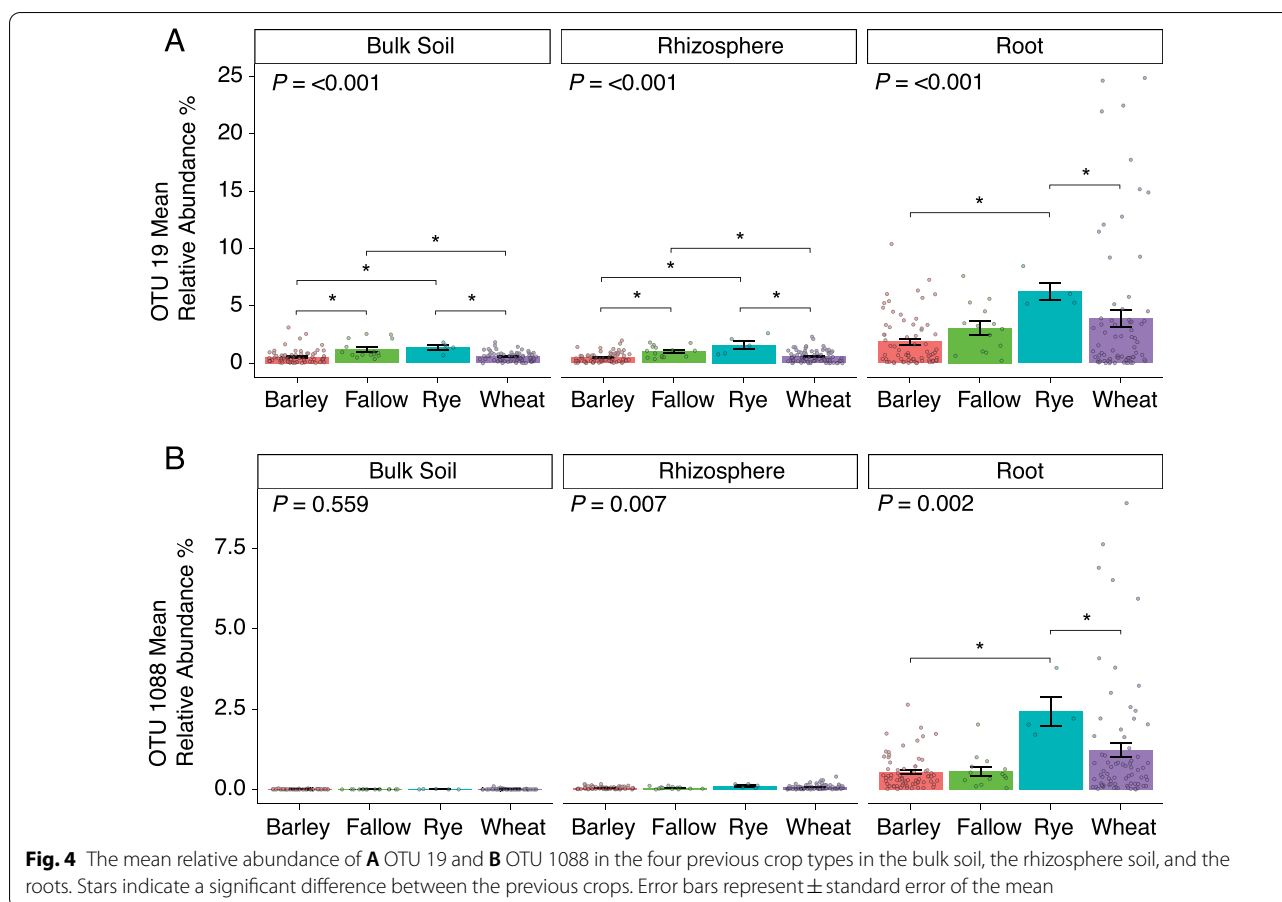 A
Bulk Soil Rhizosphere Root
P = <0.001 P = <0.001 P = <0.001
OTU 19 Mean
Relative Abundance %
25
20
15
10
5
0
* * * *
* * * *
* *
Barley Fallow Rye Wheat Barley Fallow Rye Wheat Barley Fallow Rye Wheat
B
Bulk Soil Rhizosphere Root
P = 0.559 P = 0.007 P = 0.002
OTU 1088 Mean
Relative Abundance %
7.5
5.0
2.5
0.0
* *
Barley Fallow Rye Wheat Barley Fallow Rye Wheat Barley Fallow Rye Wheat
Fig. 4 The mean relative abundance of A OTU 19 and B OTU 1088 in the four previous crop types in the bulk soil, the rhizosphere soil, and the
roots. Stars indicate a significant difference between the previous crops. Error bars represent ± standard error of the mean